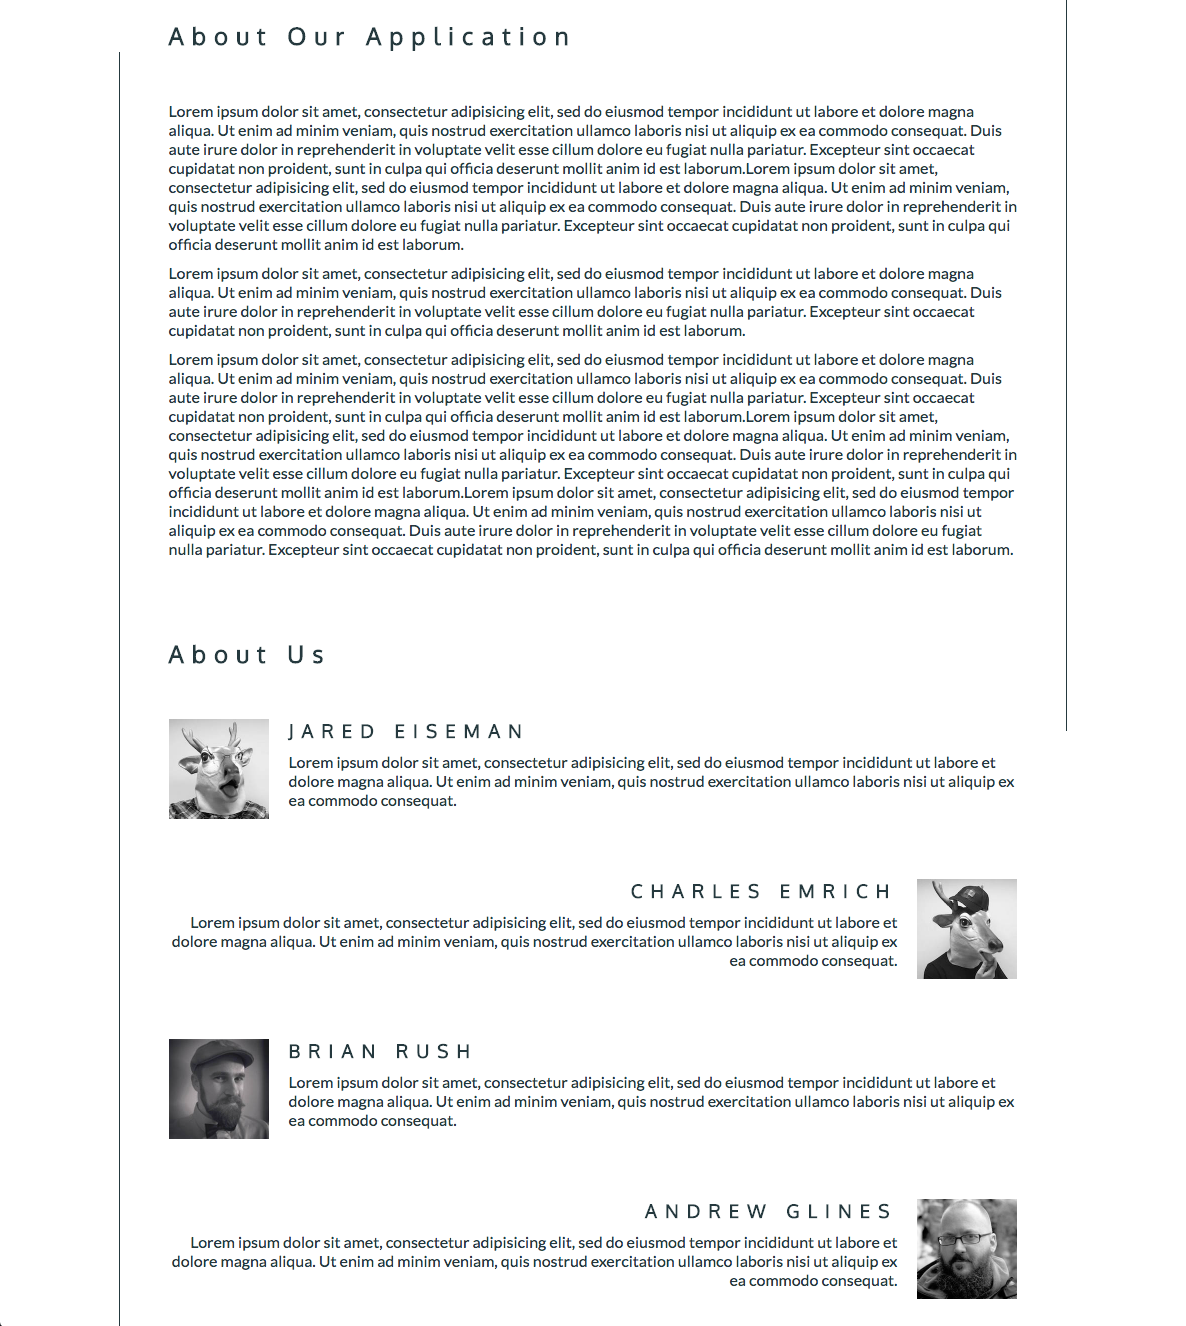 About Our Application
Lorem ipsum dolor sit amet, consectetur adipisicing elit, sed do eiusmod tempor incididunt ut labore et dolore magna
aliqua. Ut enim ad minim veniam, quis nostrud exercitation ullamco laboris nisi ut aliquip ex ea commodo consequat. Duis
aute irure dolor in reprehenderit in voluptate velit esse cillum dolore eu fugiat nulla pariatur. Excepteur sint occaecat
cupidatat non proident, sunt in culpa qui officia deserunt mollit anim id est laborum.Lorem ipsum dolor sit amet,
consectetur adipisicing elit, sed do eiusmod tempor incididunt ut labore et dolore magna aliqua. Ut enim ad minim veniam,
quis nostrud exercitation ullamco laboris nisi ut aliquip ex ea commodo consequat. Duis aute irure dolor in reprehenderit in
voluptate velit esse cillum dolore eu fugiat nulla pariatur. Excepteur sint occaecat cupidatat non proident, sunt in culpa qui
officia deserunt mollit anim id est laborum.
Lorem ipsum dolor sit amet, consectetur adipisicing elit, sed do eiusmod tempor incididunt ut labore et dolore magna
aliqua. Ut enim ad minim veniam, quis nostrud exercitation ullamco laboris nisi ut aliquip ex ea commodo consequat. Duis
aute irure dolor in reprehenderit in voluptate velit esse cillum dolore eu fugiat nulla pariatur. Excepteur sint occaecat
cupidatat non proident, sunt in culpa qui officia deserunt mollit anim id est laborum.
Lorem ipsum dolor sit amet, consectetur adipisicing elit, sed do eiusmod tempor incididunt ut labore et dolore magna
aliqua. Ut enim ad minim veniam, quis nostrud exercitation ullamco laboris nisi ut aliquip ex ea commodo consequat. Duis
aute irure dolor in reprehenderit in voluptate velit esse cillum dolore eu fugiat nulla pariatur. Excepteur sint occaecat
cupidatat non proident, sunt in culpa qui officia deserunt mollit anim id est laborum.Lorem ipsum dolor sit amet,
consectetur adipisicing elit, sed do eiusmod tempor incididunt ut labore et dolore magna aliqua. Ut enim ad minim veniam,
quis nostrud exercitation ullamco laboris nisi ut aliquip ex ea commodo consequat. Duis aute irure dolor in reprehenderit in
voluptate velit esse cillum dolore eu fugiat nulla pariatur. Excepteur sint occaecat cupidatat non proident, sunt in culpa qui
officia deserunt mollit anim id est laborum.Lorem ipsum dolor sit amet, consectetur adipisicing elit, sed do eiusmod tempor
incididunt ut labore et dolore magna aliqua. Ut enim ad minim veniam, quis nostrud exercitation ullamco laboris nisi ut
aliquip ex ea commodo consequat. Duis aute irure dolor in reprehenderit in voluptate velit esse cillum dolore eu fugiat
nulla pariatur. Excepteur sint occaecat cupidatat non proident, sunt in culpa qui officia deserunt mollit anim id est laborum.
About Us
JARED EISEMAN
Lorem ipsum dolor sit amet, consectetur adipisicing elit, sed do eiusmod tempor incididunt ut labore et
dolore magna aliqua. Ut enim ad minim veniam, quis nostrud exercitation ullamco laboris nisi ut aliquip ex
ea commodo consequat.
CHARLES EMRICH
Lorem ipsum dolor sit amet, consectetur adipisicing elit, sed do eiusmod tempor incididunt ut labore et
dolore magna aliqua. Ut enim ad minim veniam, quis nostrud exercitation ullamco laboris nisi ut aliquip ex
ea commodo consequat.
BRIAN RUSH
Lorem ipsum dolor sit amet, consectetur adipisicing elit, sed do eiusmod tempor incididunt ut labore et
dolore magna aliqua. Ut enim ad minim veniam, quis nostrud exercitation ullamco laboris nisi ut aliquip ex
ea commodo consequat.
ANDREW GLINES
Lorem ipsum dolor sit amet, consectetur adipisicing elit, sed do eiusmod tempor incididunt ut labore et
dolore magna aliqua. Ut enim ad minim veniam, quis nostrud exercitation ullamco laboris nisi ut aliquip ex
ea commodo consequat.